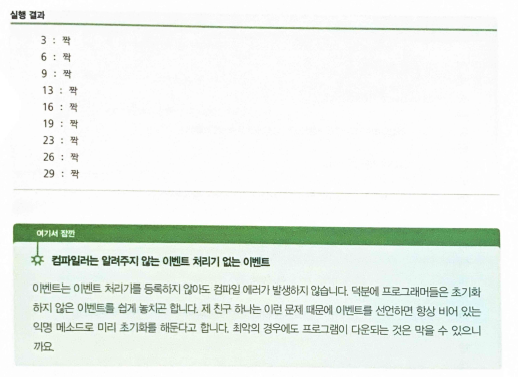 실행 결과
3 : 짝
6 : 짝
9 : 짝
13 : 짝
16 : 짝
19 : 짝
23 : 짝
26 : 짝
29 : 짝
여기서 잠깐
컴파일러는 알려주지 않는 이벤트 처리기 없는 이벤트
이벤트는 이벤트 처리기를 등록하지 않아도 컴파일 에러가 발생하지 않습니다. 덕분에 프로그래머들은 초기화
하지 않은 이벤트를 쉽게 놓치곤 합니다. 제 친구 하나는 이런 문제 때문에 이벤트를 선언하면 항상 비어 있는
익명 메소드로 미리 초기화를 해둔다고 합니다. 최악의 경우에도 프로그램이 다운되는 것은 막을 수 있으니
까요.